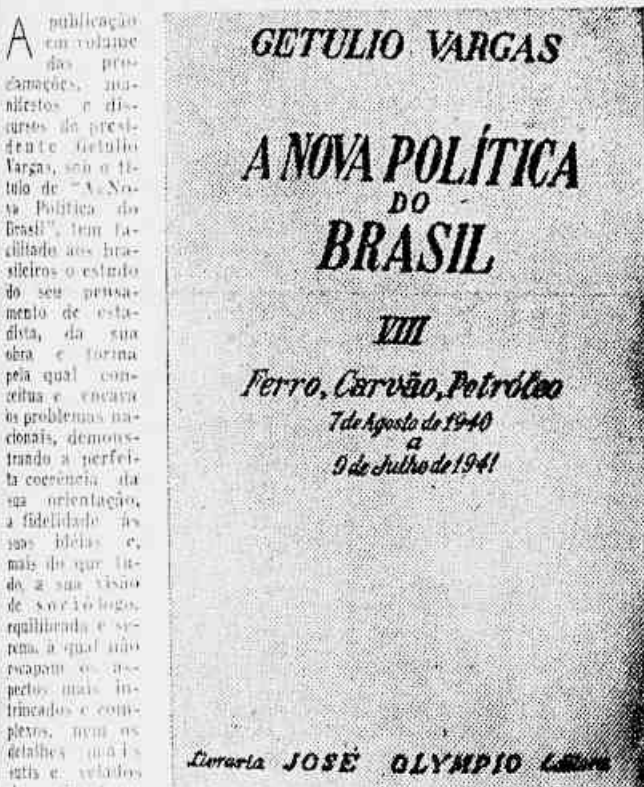 A publicação
em volume
das pro-
clamações, ma-
nifestos e dis-
cursos do presi-
dente Getulio
Vargas, sob o ti-
tulo de "A No-
va Politica do
Brasil", tem fa-
cilitado aos bra-
sileiros o estudo
do seu pensa-
mento de esta-
dista, da sua
obra e forma
pela qual con-
ceitua e encara
os problemas na-
cionais, demons-
trando a perfei-
ta coerencia da
sua orientação,
a fidelidade ás
suas idéias e,
mais do que tu-
do, a sua visão
de sociólogo,
equilibrada e se-
rena, á qual não
escapam os as-
pectos mais in-
trincados e com-
plexos, nem os
detalhes mais
sutis e velados
GETULIO VARGAS
A NOVA POLÍTICA
DO
BRASIL
VIII
Ferro, Carvão, Petróleo
7 de Agosto de 1940
a
9 de Julho de 1941
Livraria JOSÉ OLYMPIO Editora